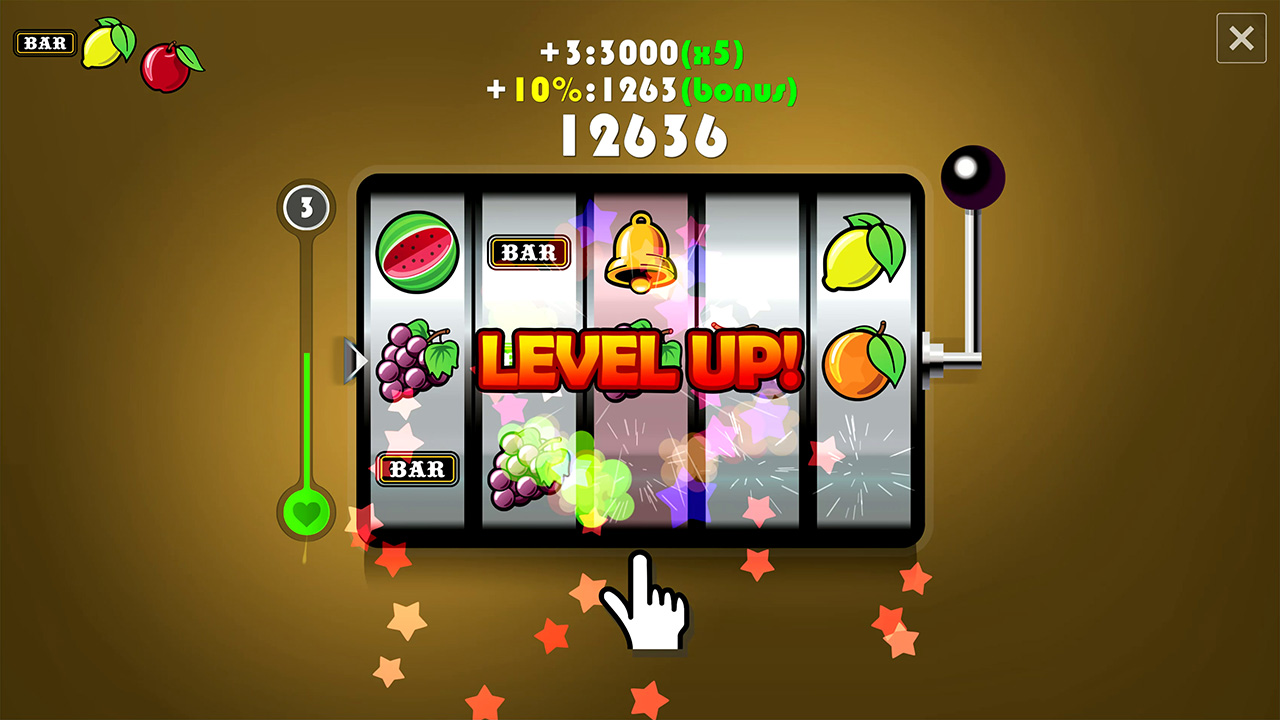 BAR
+3:3000(x5)
+10%:1263(bonus)
12636
3
BAR
LEVEL UP!
BAR